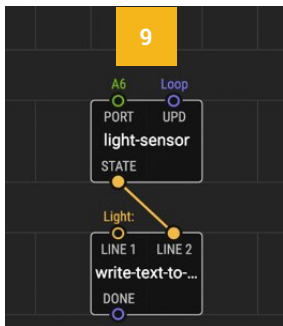 9
A6 Loop
PORT UPD
light-sensor
STATE
Light:
LINE 1 LINE 2
write-text-to-...
DONE